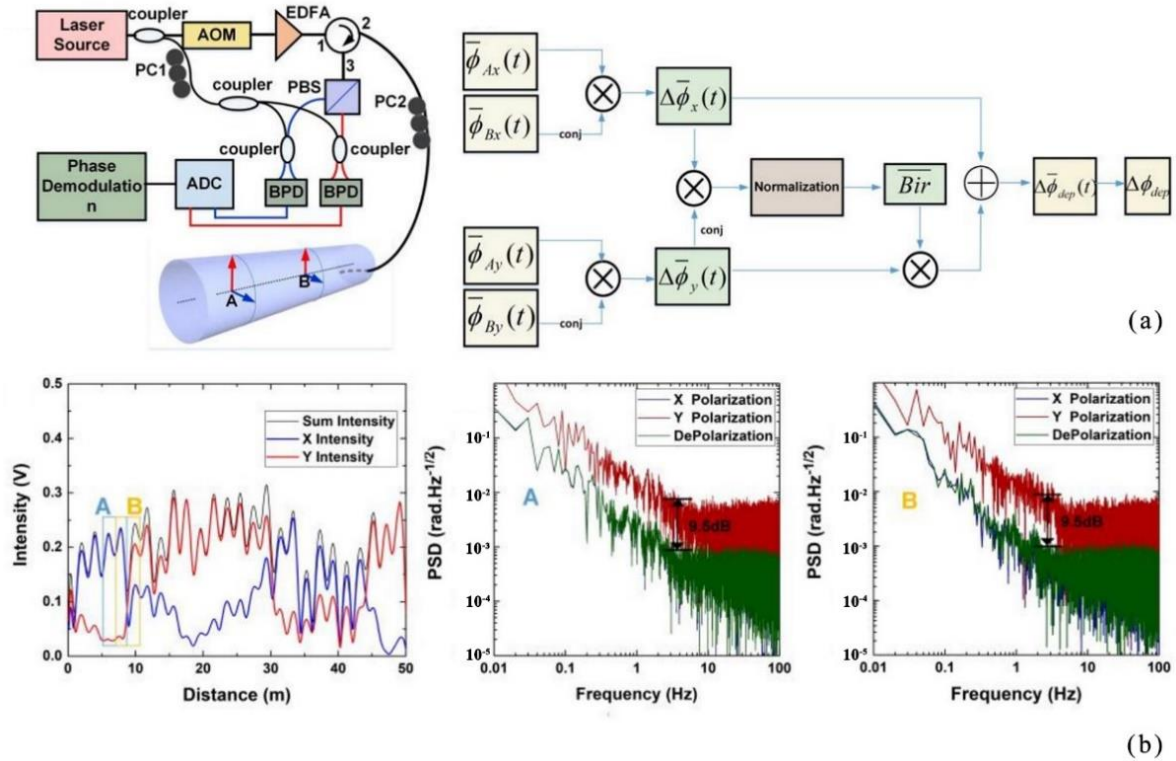 Laser
Source
coupler
AOM
EDFA
1
2
3
PC1
coupler
PBS
PC2
coupler
coupler
Phase
Demodulatio
n
ADC
BPD
BPD
A
B
ϕ̅Ax(t)
ϕ̅Bx(t)
conj
Δϕ̅x(t)
Normalization
B̅i̅r̅
Δϕ̅dep(t)
Δϕdep
conj
ϕ̅Ay(t)
ϕ̅By(t)
conj
Δϕ̅y(t)
(a)
0.5
0.4
0.3
0.2
0.1
0.0
Intensity (V)
Sum Intensity
X Intensity
Y Intensity
A
B
0 10 20 30 40 50
Distance (m)
10⁻¹
10⁻²
10⁻³
10⁻⁴
10⁻⁵
PSD (rad.Hz⁻¹/²)
X Polarization
Y Polarization
DePolarization
A
9.5dB
0.01 0.1 1 10 100
Frequency (Hz)
10⁻¹
10⁻²
10⁻³
10⁻⁴
10⁻⁵
PSD (rad.Hz⁻¹/²)
X Polarization
Y Polarization
DePolarization
B
9.5dB
0.01 0.1 1 10 100
Frequency (Hz)
(b)